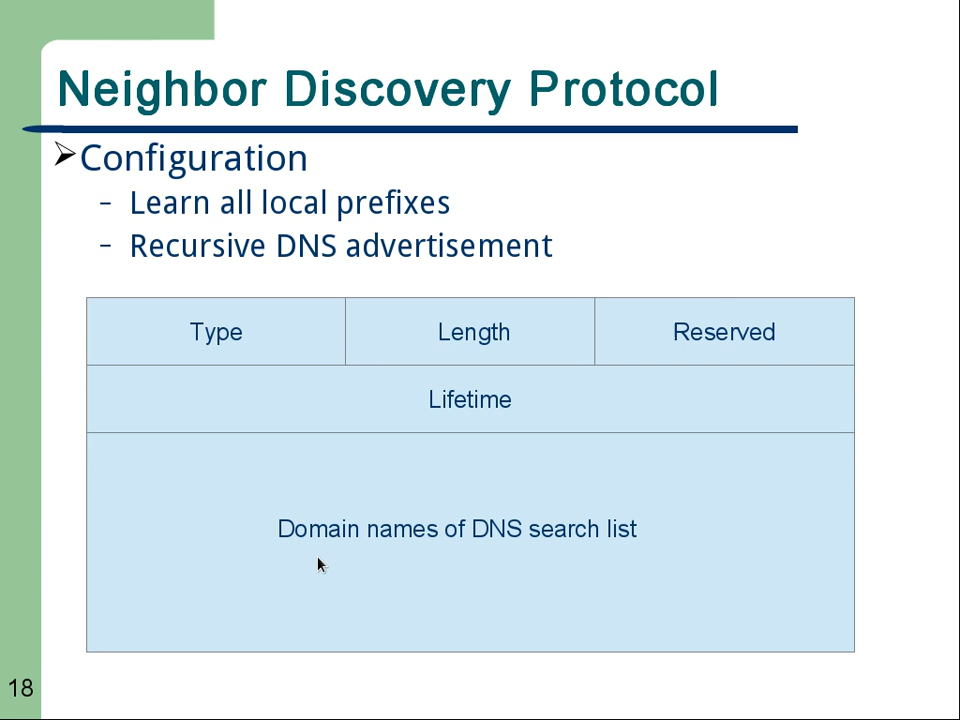 Neighbor Discovery Protocol
Configuration
– Learn all local prefixes
– Recursive DNS advertisement
Type Length Reserved
Lifetime
Domain names of DNS search list
18